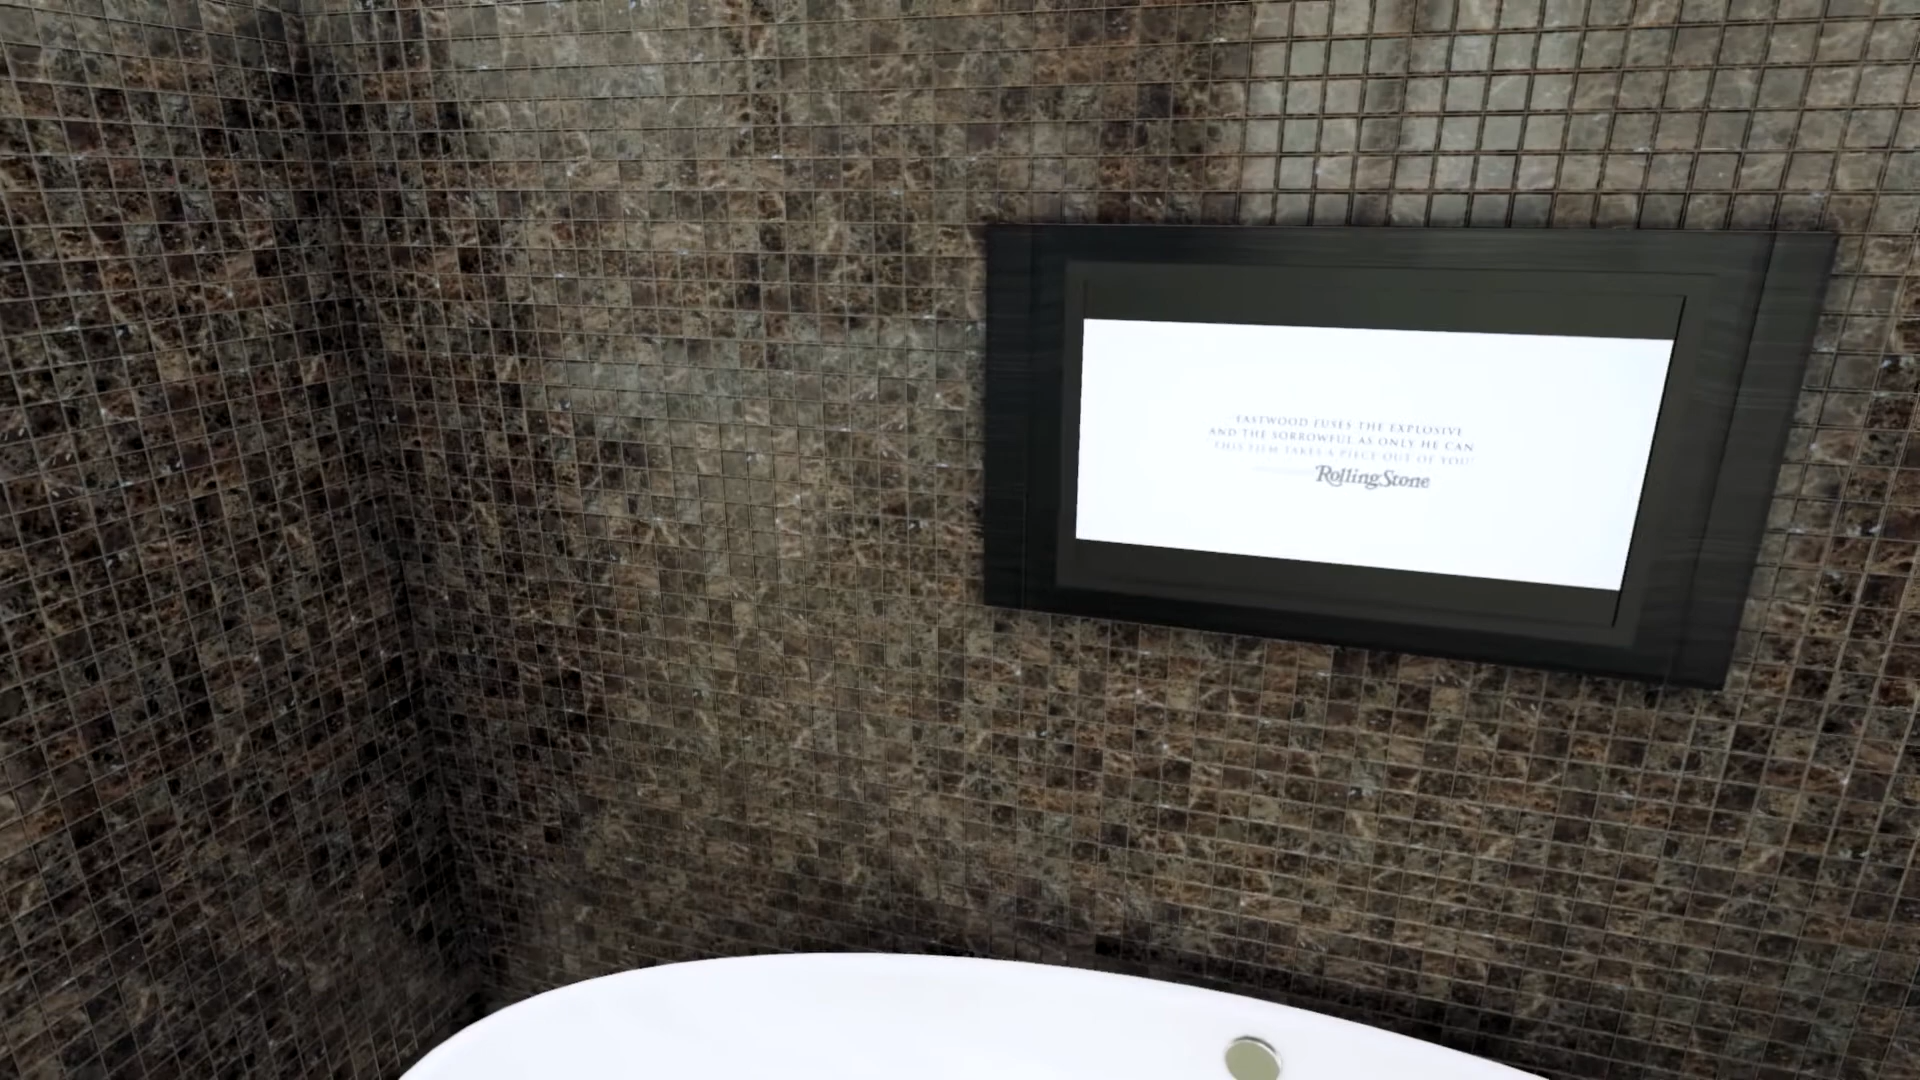 EASTWOOD FUSES THE EXPLOSIVE
AND THE SORROWFUL AS ONLY HE CAN
THIS FILM TAKES A PIECE OUT OF YOU
RollingStone